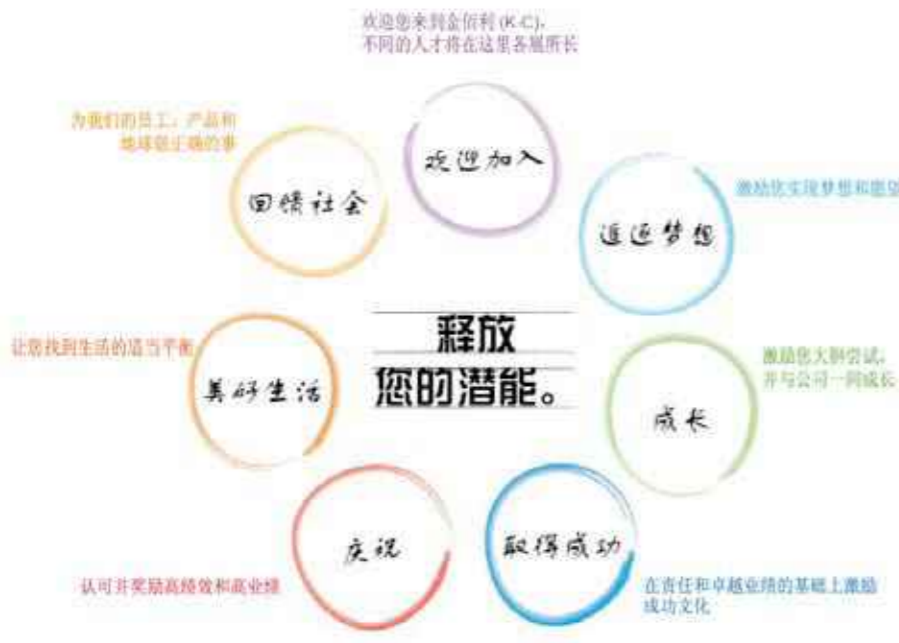 欢迎您来到金佰利 (K-C)，
不同的人才将在这里各展所长
欢迎加入
为我们的员工，产品和
地球做正确的事
回馈社会
激励您实现梦想和愿望
追逐梦想
释放
您的潜能。
让您找到生活的适当平衡
美好生活
激励您大胆尝试，
并与公司一同成长
成长
庆祝
认可并奖励高绩效和高业绩
取得成功
在责任和卓越业绩的基础上激励
成功文化